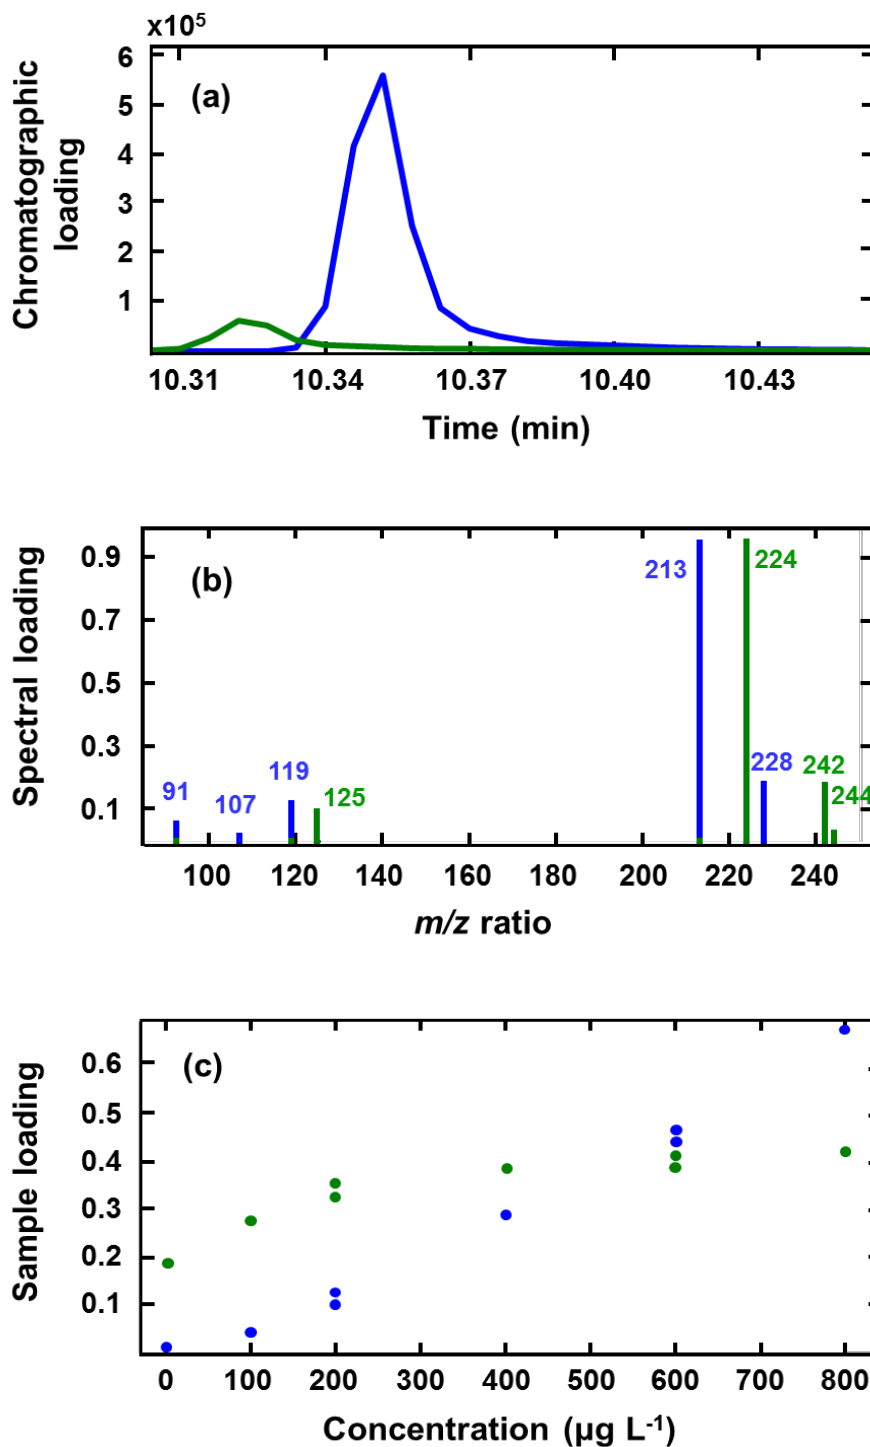 x10⁵
Chromatographic
loading
(a)
6
5
4
3
2
1
10.31 10.34 10.37 10.40 10.43
Time (min)
Spectral loading
(b)
0.9
0.7
0.5
0.3
0.1
213 224
91 107 119 125 228 242 244
100 120 140 160 180 200 220 240
m/z ratio
Sample loading
(c)
0.6
0.5
0.4
0.3
0.2
0.1
0 100 200 300 400 500 600 700 800
Concentration (µg L⁻¹)